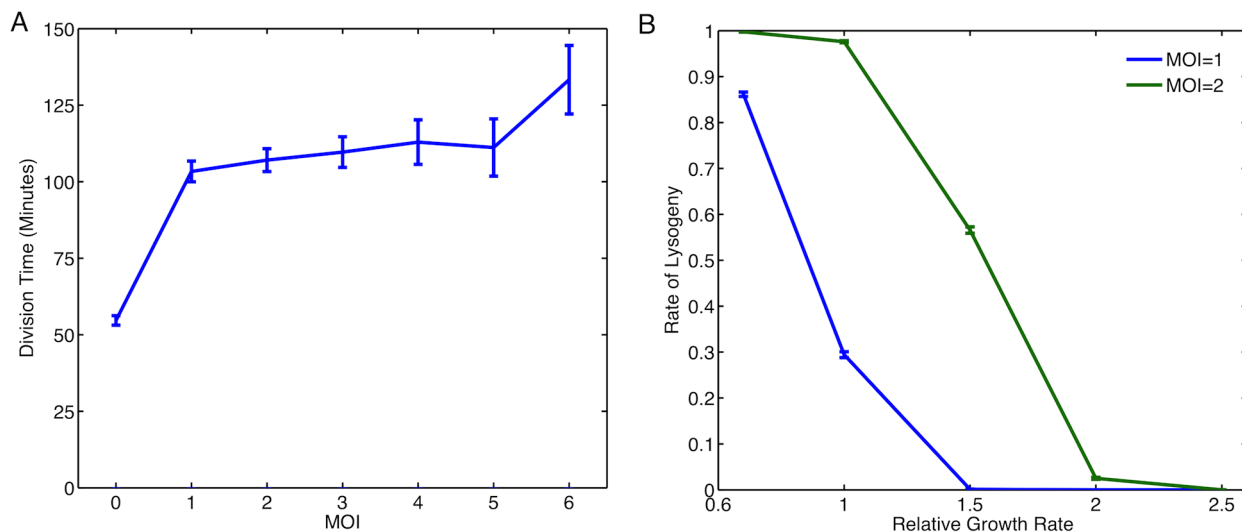 A
150
125
100
75
50
25
0
Division Time (Minutes)
0 1 2 3 4 5 6
MOI
B
1
0.9
0.8
0.7
0.6
0.5
0.4
0.3
0.2
0.1
0
Rate of Lysogeny
MOI=1
MOI=2
0.6 1 1.5 2 2.5
Relative Growth Rate